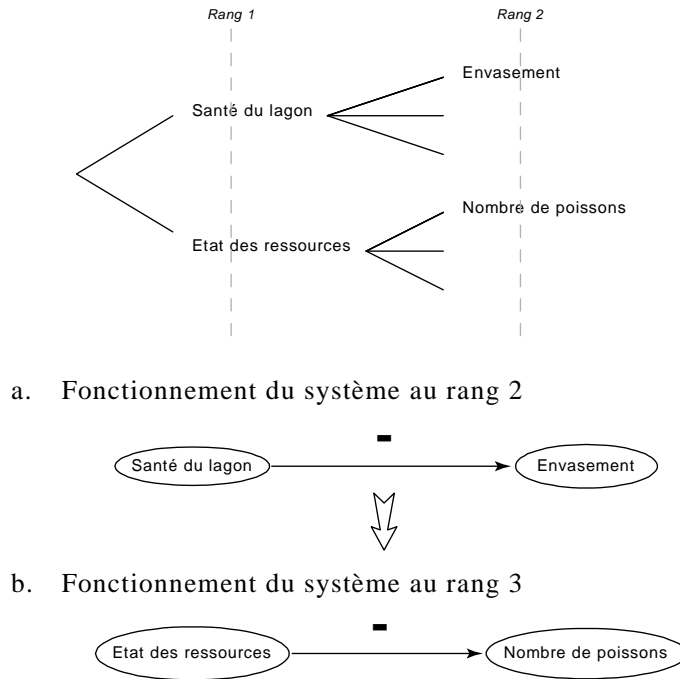 Rang 1 Rang 2
Envasement
Santé du lagon
Nombre de poissons
Etat des ressources
a. Fonctionnement du système au rang 2
-
Santé du lagon Envasement
b. Fonctionnement du système au rang 3
-
Etat des ressources Nombre de poissons